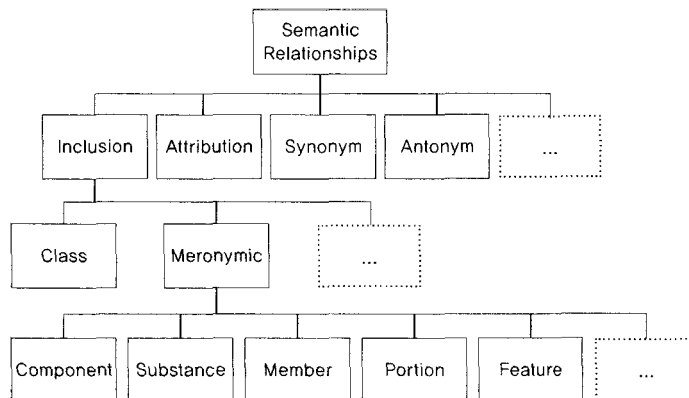 Semantic
Relationships
Inclusion
Attribution
Synonym
Antonym
...
Class
Meronymic
...
Component
Substance
Member
Portion
Feature
...